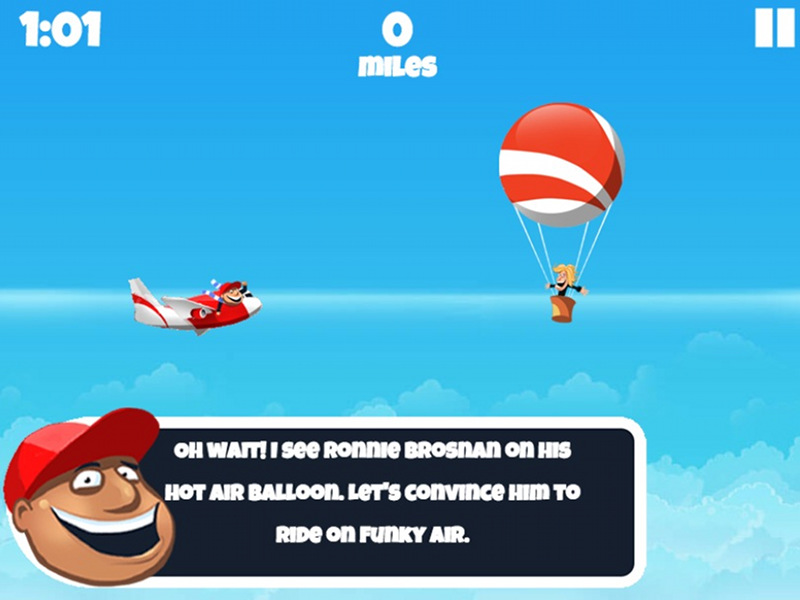 1:01
0
miles
OH WAIT! I SEE RONNIE BROSNAN ON HIS
HOT AIR BALLOON. LET'S CONVINCE HIM TO
RIDE ON FUNKY AIR.